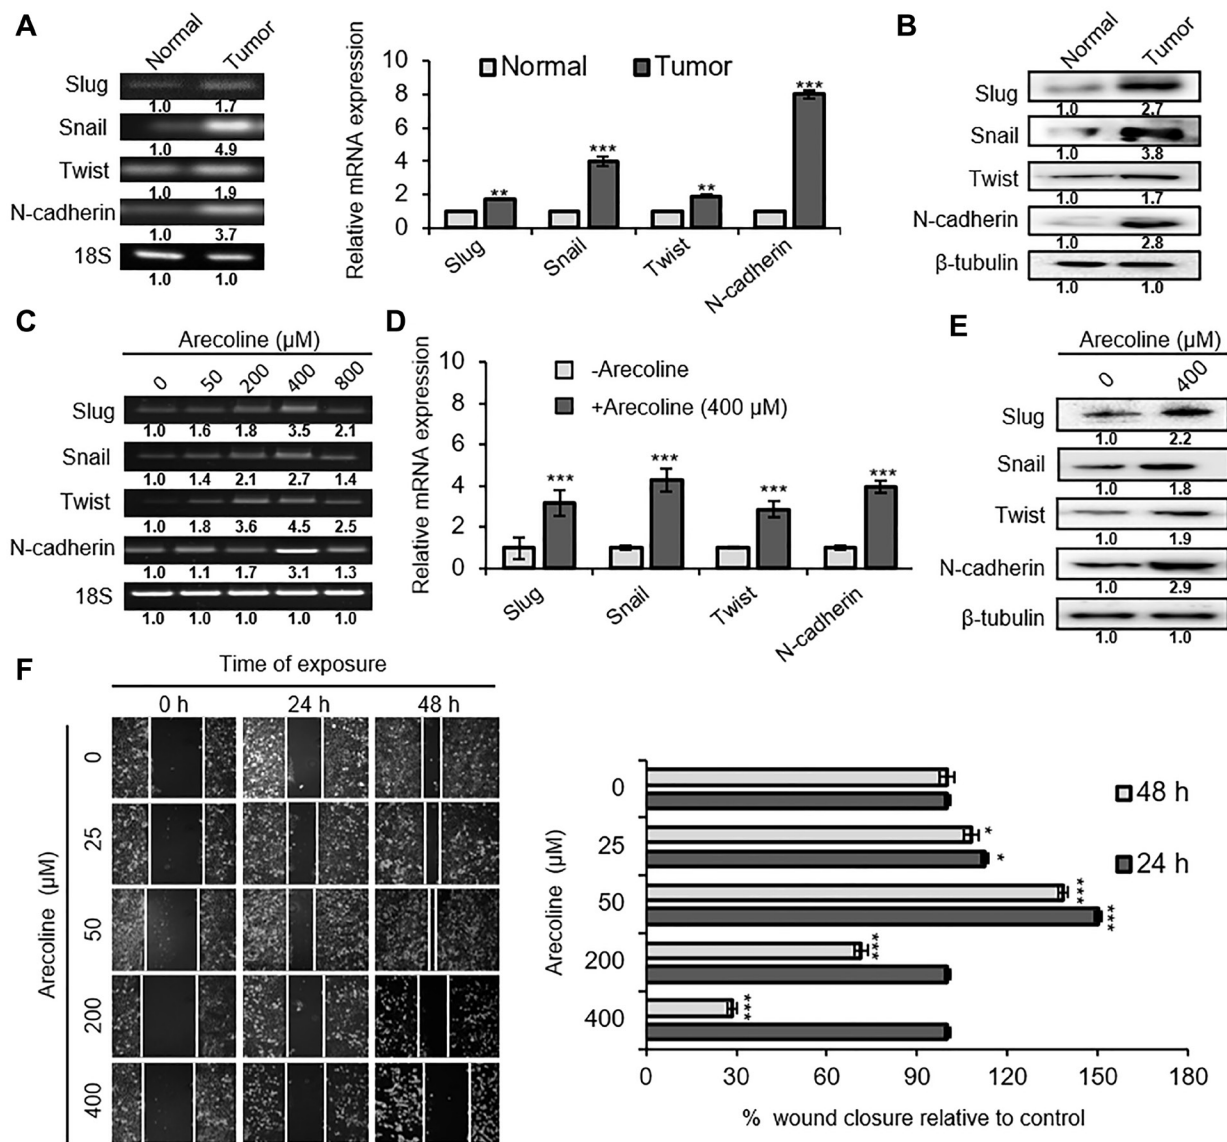 A
Normal Tumor
Slug
1.0 1.7
Snail
1.0 4.9
Twist
1.0 1.9
N-cadherin
1.0 3.7
18S
1.0 1.0
Relative mRNA expression
10
8
6
4
2
0
Normal Tumor
** *** ** ***
Slug Snail Twist N-cadherin
B
Normal Tumor
Slug
1.0 2.7
Snail
1.0 3.8
Twist
1.0 1.7
N-cadherin
1.0 2.8
β-tubulin
1.0 1.0
C
Arecoline (µM)
0 50 200 400 800
Slug
1.0 1.6 1.8 3.5 2.1
Snail
1.0 1.4 2.1 2.7 1.4
Twist
1.0 1.8 3.6 4.5 2.5
N-cadherin
1.0 1.1 1.7 3.1 1.3
18S
1.0 1.0 1.0 1.0 1.0
D
Relative mRNA expression
10
8
6
4
2
0
-Arecoline
+Arecoline (400 µM)
*** *** *** ***
Slug Snail Twist N-cadherin
E
Arecoline (µM)
0 400
Slug
1.0 2.2
Snail
1.0 1.8
Twist
1.0 1.9
N-cadherin
1.0 2.9
β-tubulin
1.0 1.0
F
Time of exposure
0 h 24 h 48 h
Arecoline (µM)
0
25
50
200
400
Arecoline (µM)
0
25
50
200
400
*
*
***
***
***
***
48 h
24 h
0 30 60 90 120 150 180
% wound closure relative to control